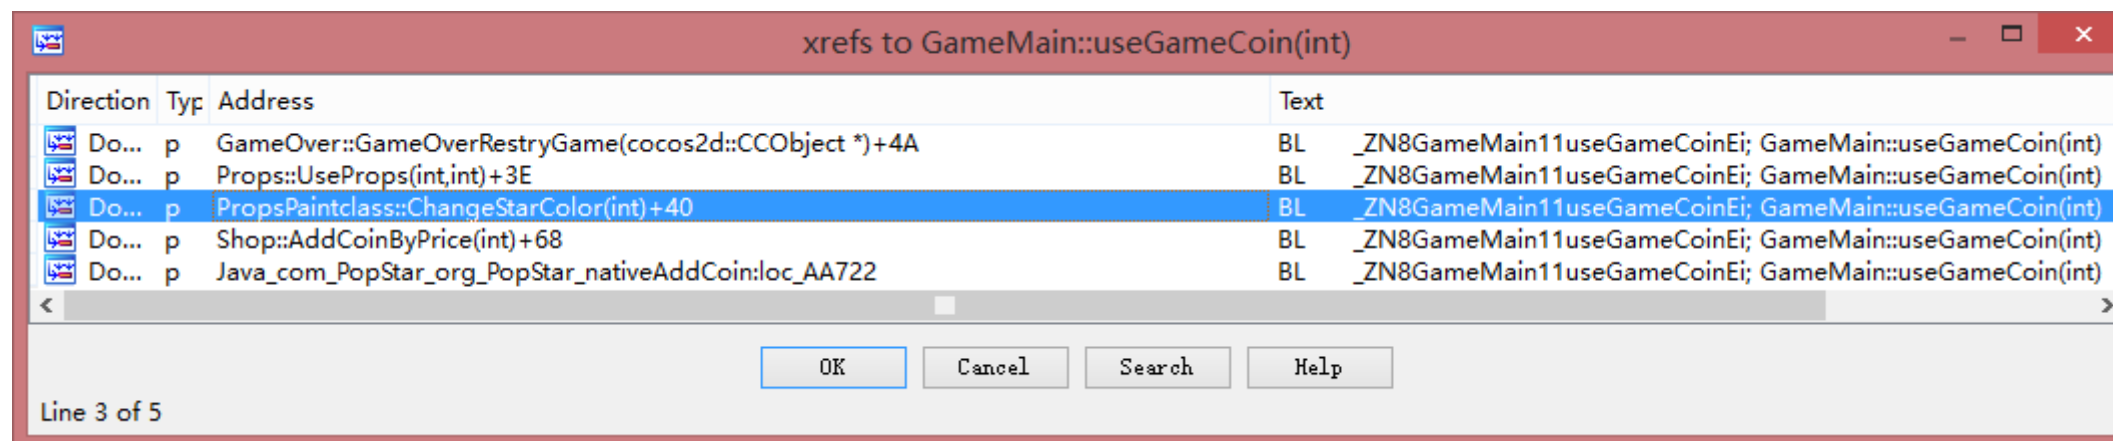 xrefs to GameMain::useGameCoin(int)
Direction Typ Address Text
Do... p GameOver::GameOverRestryGame(cocos2d::CCObject *)+4A BL _ZN8GameMain11useGameCoinEi; GameMain::useGameCoin(int)
Do... p Props::UseProps(int,int)+3E BL _ZN8GameMain11useGameCoinEi; GameMain::useGameCoin(int)
Do... p PropsPaintclass::ChangeStarColor(int)+40 BL _ZN8GameMain11useGameCoinEi; GameMain::useGameCoin(int)
Do... p Shop::AddCoinByPrice(int)+68 BL _ZN8GameMain11useGameCoinEi; GameMain::useGameCoin(int)
Do... p Java_com_PopStar_org_PopStar_nativeAddCoin:loc_AA722 BL _ZN8GameMain11useGameCoinEi; GameMain::useGameCoin(int)
OK Cancel Search Help
Line 3 of 5